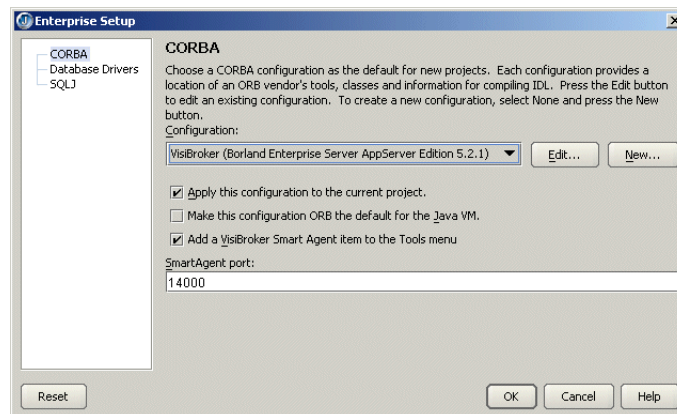 Enterprise Setup
CORBA
Database Drivers
SQLJ
CORBA
Choose a CORBA configuration as the default for new projects. Each configuration provides a
location of an ORB vendor's tools, classes and information for compiling IDL. Press the Edit button
to edit an existing configuration. To create a new configuration, select None and press the New
button.
Configuration:
VisiBroker (Borland Enterprise Server AppServer Edition 5.2.1)
Edit...
New...
Apply this configuration to the current project.
Make this configuration ORB the default for the Java VM.
Add a VisiBroker Smart Agent item to the Tools menu
SmartAgent port:
14000
Reset
OK
Cancel
Help